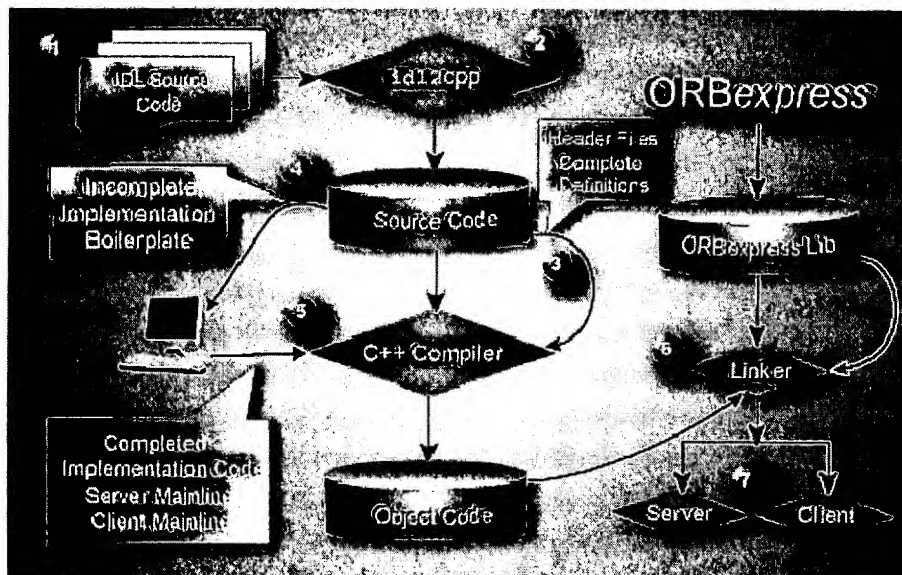 #1
#2
IDL Source
Code
idl2cpp
ORBexpress
Header Files
Complete
Definitions
#4
Incomplete
Implementation
Boilerplate
Source Code
ORBexpress Lib
#3
#5
C++ Compiler
#6
Linker
Completed
Implementation Code
Server Mainline
Client Mainline
Object Code
#7
Server
Client